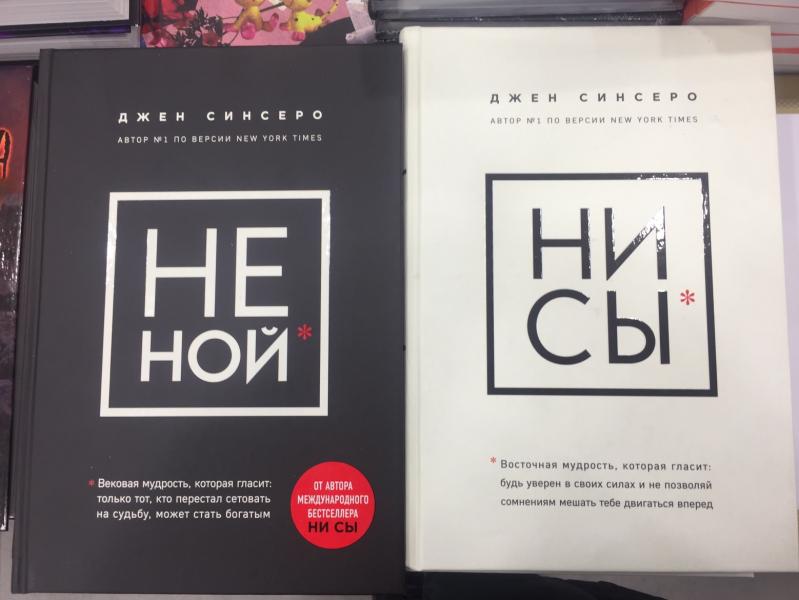 ДЖЕН СИНСЕРО
АВТОР №1 ПО ВЕРСИИ NEW YORK TIMES
НЕ
НОЙ*
* Вековая мудрость, которая гласит:
только тот, кто перестал сетовать
на судьбу, может стать богатым
ОТ АВТОРА
МЕЖДУНАРОДНОГО
БЕСТСЕЛЛЕРА
НИ СЫ
ДЖЕН СИНСЕРО
АВТОР №1 ПО ВЕРСИИ NEW YORK TIMES
НИ
СЫ*
* Восточная мудрость, которая гласит:
будь уверен в своих силах и не позволяй
сомнениям мешать тебе двигаться вперед